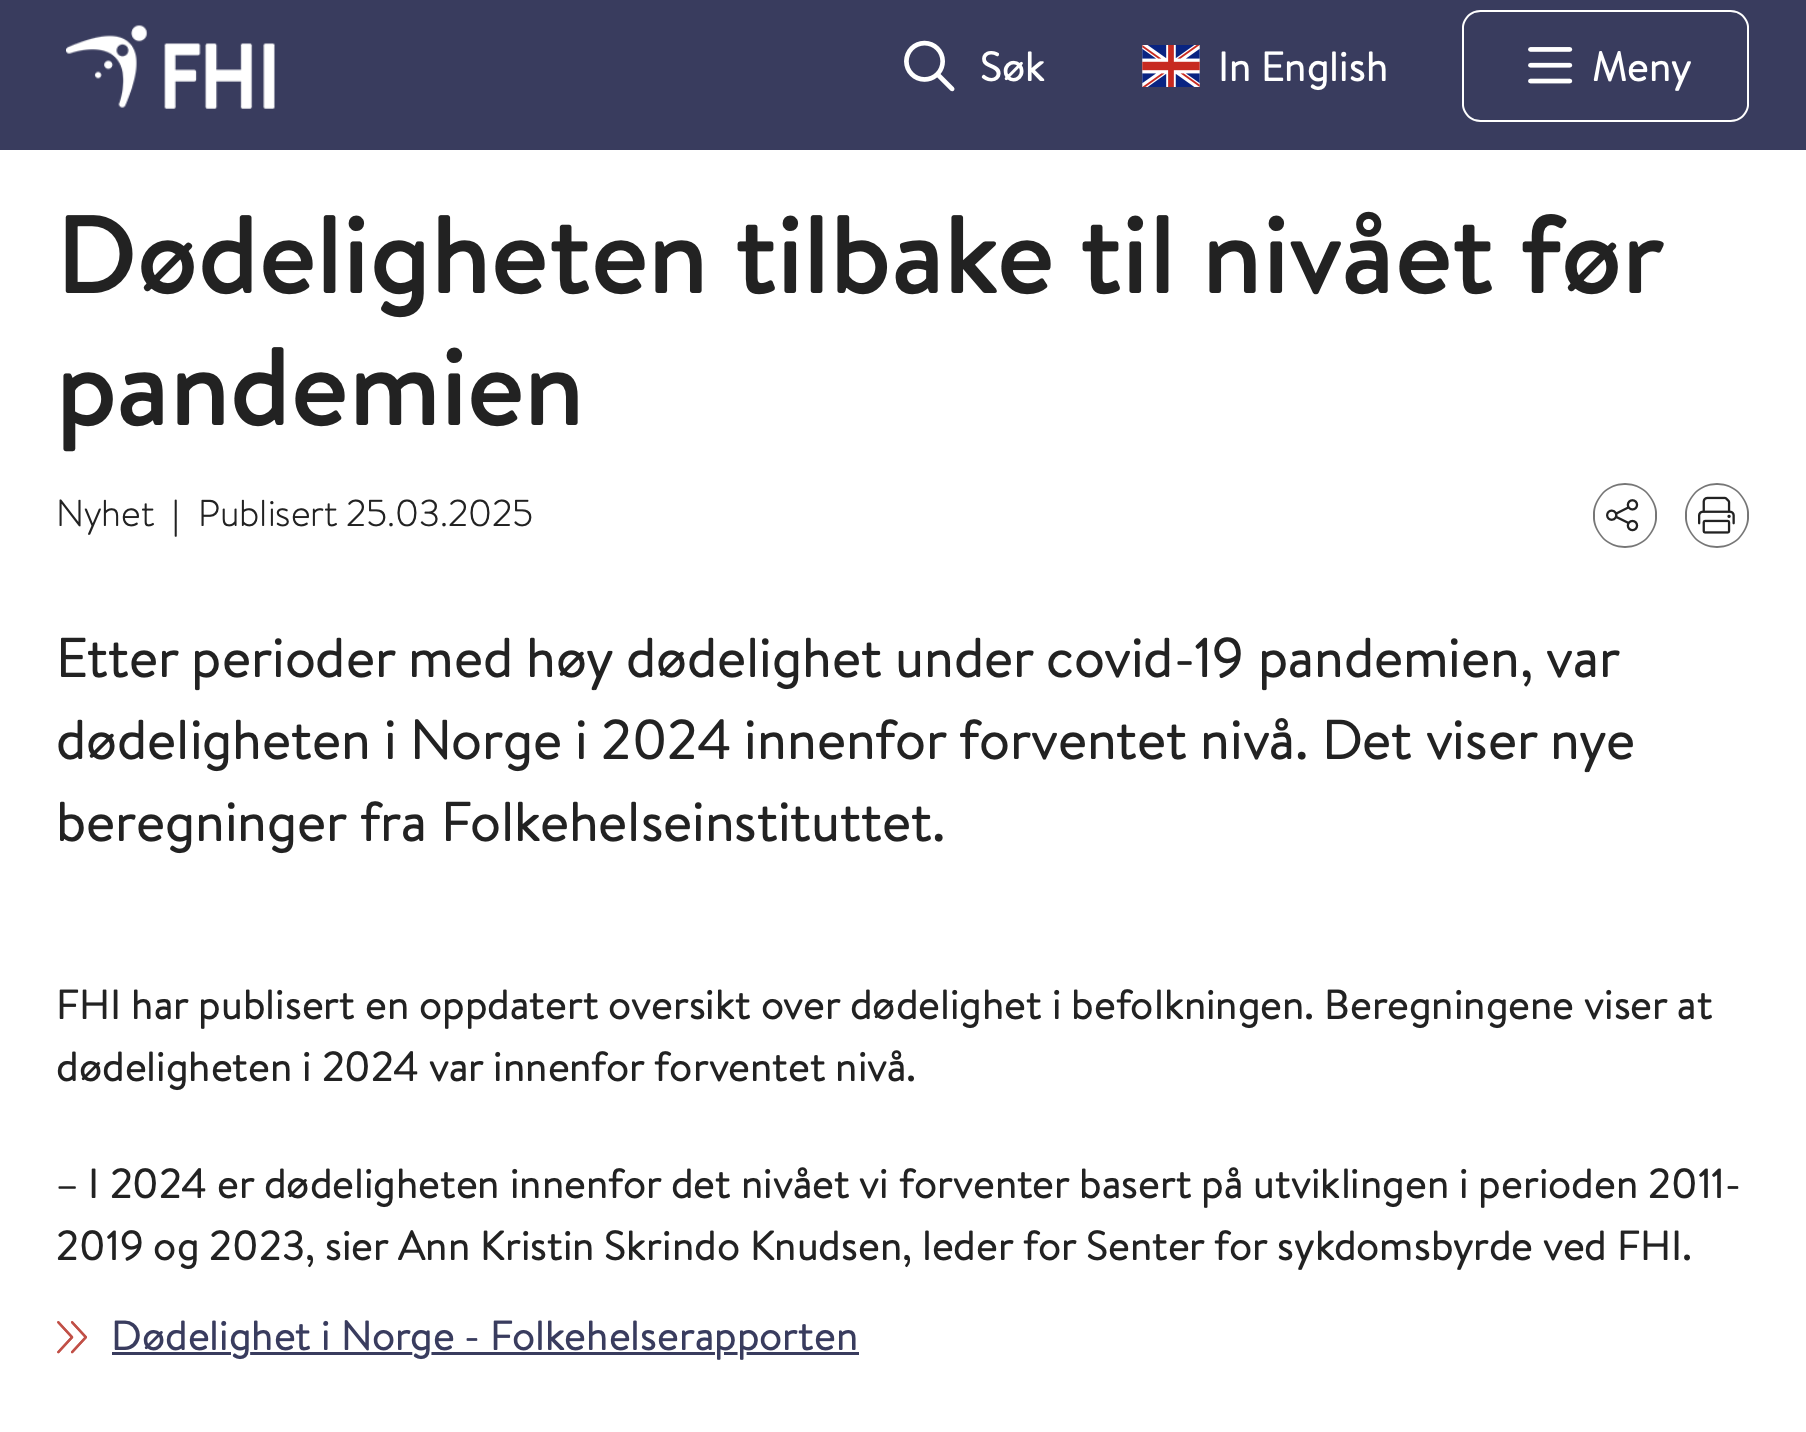 FHI
Søk
In English
Meny
Dødeligheten tilbake til nivået før
pandemien
Nyhet | Publisert 25.03.2025
Etter perioder med høy dødelighet under covid-19 pandemien, var
dødeligheten i Norge i 2024 innenfor forventet nivå. Det viser nye
beregninger fra Folkehelseinstituttet.
FHI har publisert en oppdatert oversikt over dødelighet i befolkningen. Beregningene viser at
dødeligheten i 2024 var innenfor forventet nivå.
– I 2024 er dødeligheten innenfor det nivået vi forventer basert på utviklingen i perioden 2011-
2019 og 2023, sier Ann Kristin Skrindo Knudsen, leder for Senter for sykdomsbyrde ved FHI.
Dødelighet i Norge - Folkehelserapporten